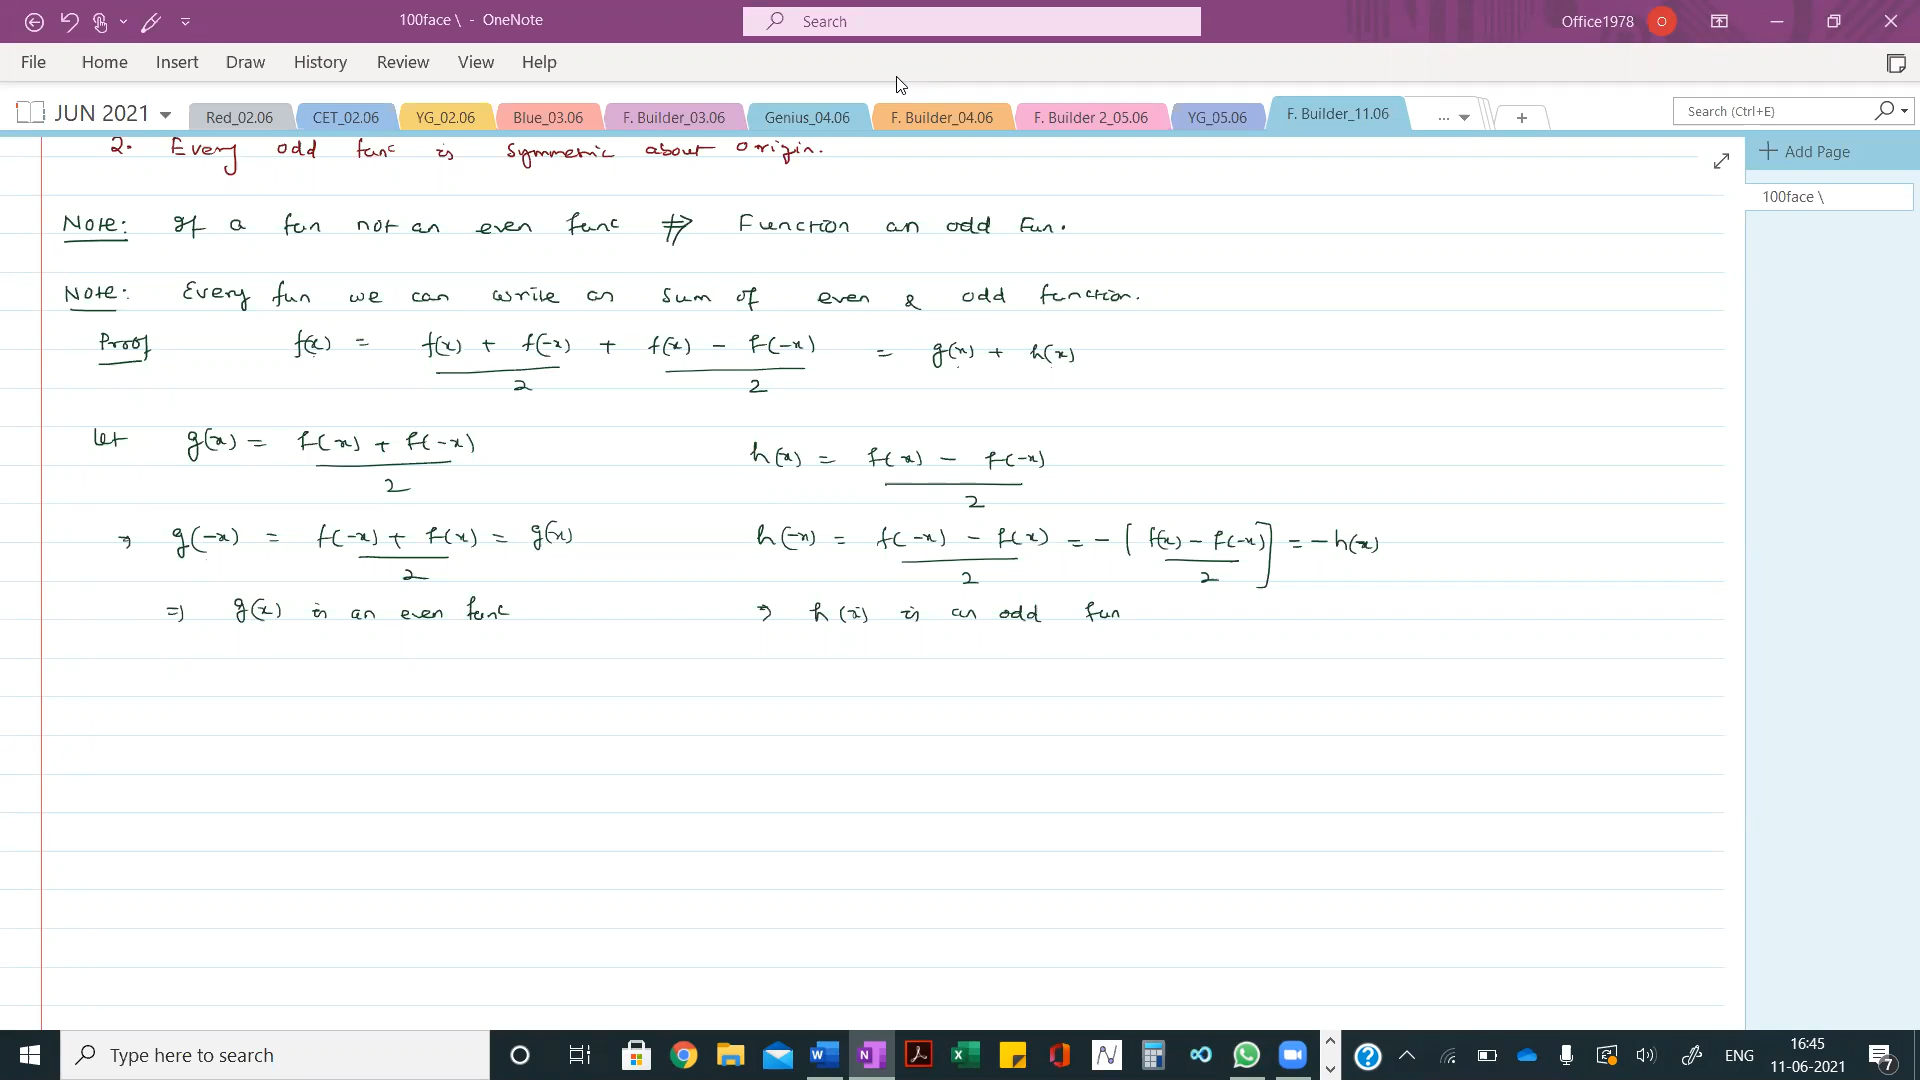 100face \ - OneNote
Search
Office1978
O
File Home Insert Draw History Review View Help
JUN 2021
Red_02.06 CET_02.06 YG_02.06 Blue_03.06 F. Builder_03.06 Genius_04.06 F. Builder_04.06 F. Builder 2_05.06 YG_05.06 F. Builder_11.06 ... +
Search (Ctrl+E)
Add Page
100face \
2. Every odd func is symmetric about origin.
Note: If a fun not an even func ⇏ Function an odd Fun.
Note: Every fun we can write as sum of even & odd function.
Proof f(x) = f(x) + f(-x) / 2 + f(x) - f(-x) / 2 = g(x) + h(x)
let g(x) = f(x) + f(-x) / 2
h(x) = f(x) - f(-x) / 2
⇒ g(-x) = f(-x) + f(x) / 2 = g(x)
h(-x) = f(-x) - f(x) / 2 = - [ f(x) - f(-x) / 2 ] = - h(x)
⇒ g(x) is an even func
⇒ h(x) is an odd fun
Type here to search
ENG
16:45
11-06-2021
7